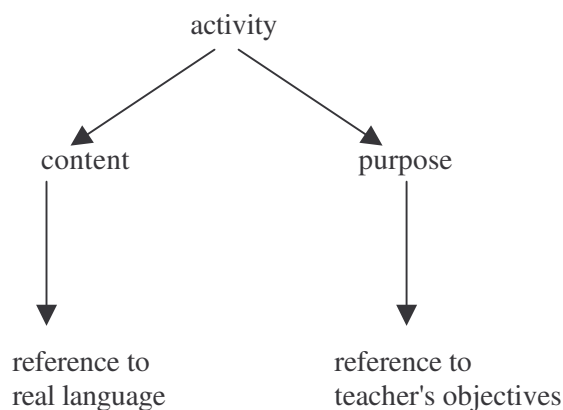 activity
content
purpose
reference to
real language
reference to
teacher's objectives